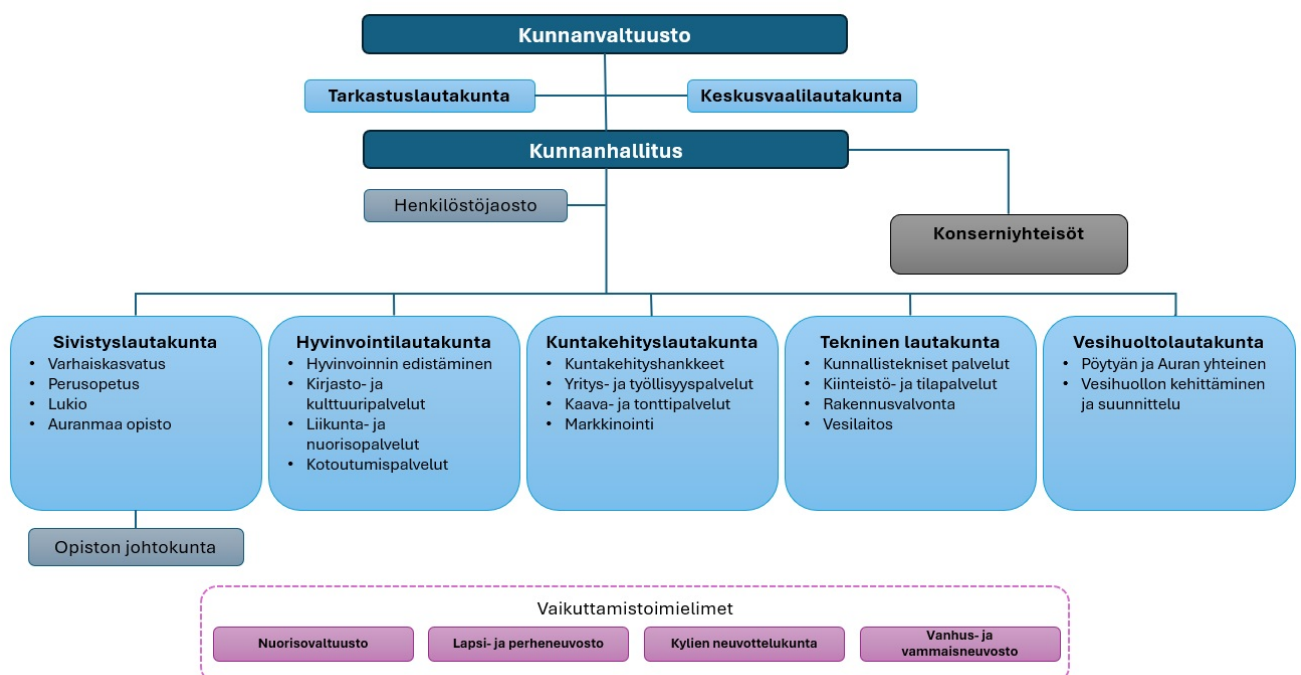 Kunnanvaltuusto
Tarkastuslautakunta
Keskusvaalilautakunta
Kunnanhallitus
Henkilöstöjaosto
Konserniyhteisöt
Sivistyslautakunta
• Varhaiskasvatus
• Perusopetus
• Lukio
• Auranmaa opisto
Hyvinvointilautakunta
• Hyvinvoinnin edistäminen
• Kirjasto- ja
kulttuuripalvelut
• Liikunta- ja
nuorisopalvelut
• Kotoutumispalvelut
Kuntakehityslautakunta
• Kuntakehityshankkeet
• Yritys- ja työllisyyspalvelut
• Kaava- ja tonttipalvelut
• Markkinointi
Tekninen lautakunta
• Kunnallistekniset palvelut
• Kiinteistö- ja tilapalvelut
• Rakennusvalvonta
• Vesilaitos
Vesihuoltolautakunta
• Pöytyän ja Auran yhteinen
• Vesihuollon kehittäminen
ja suunnittelu
Opiston johtokunta
Vaikuttamistoimielimet
Nuorisovaltuusto
Lapsi- ja perheneuvosto
Kylien neuvottelukunta
Vanhus- ja
vammaisneuvosto